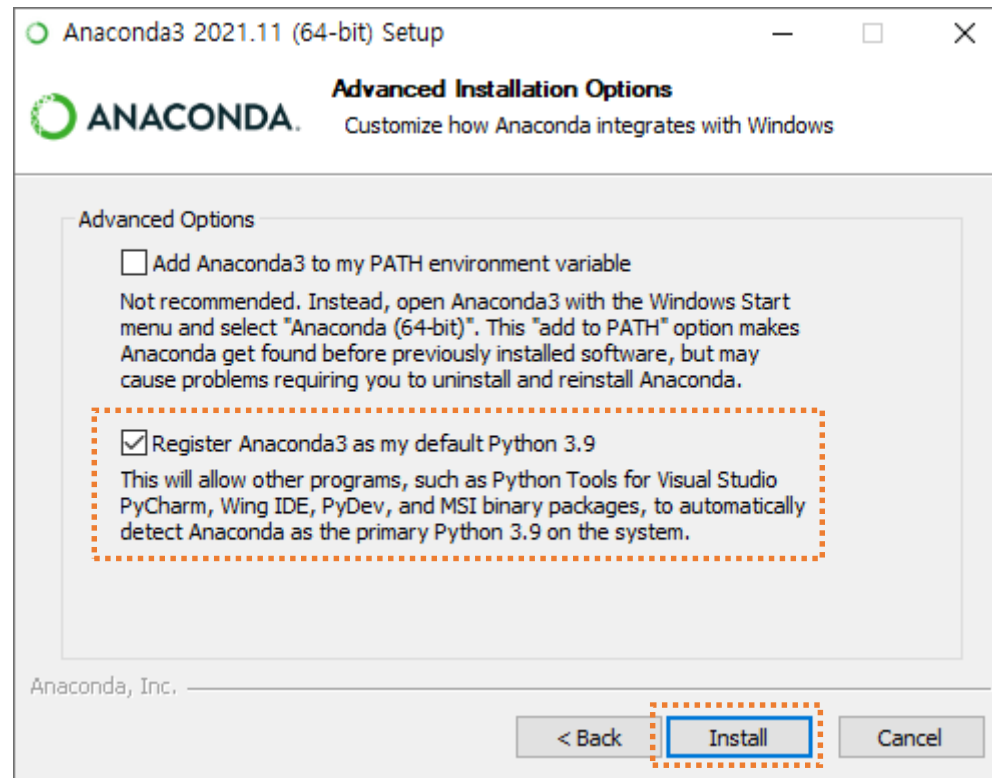 Anaconda3 2021.11 (64-bit) Setup
ANACONDA.
Advanced Installation Options
Customize how Anaconda integrates with Windows
Advanced Options
Add Anaconda3 to my PATH environment variable
Not recommended. Instead, open Anaconda3 with the Windows Start
menu and select "Anaconda (64-bit)". This "add to PATH" option makes
Anaconda get found before previously installed software, but may
cause problems requiring you to uninstall and reinstall Anaconda.
Register Anaconda3 as my default Python 3.9
This will allow other programs, such as Python Tools for Visual Studio
PyCharm, Wing IDE, PyDev, and MSI binary packages, to automatically
detect Anaconda as the primary Python 3.9 on the system.
Anaconda, Inc.
< Back Install Cancel